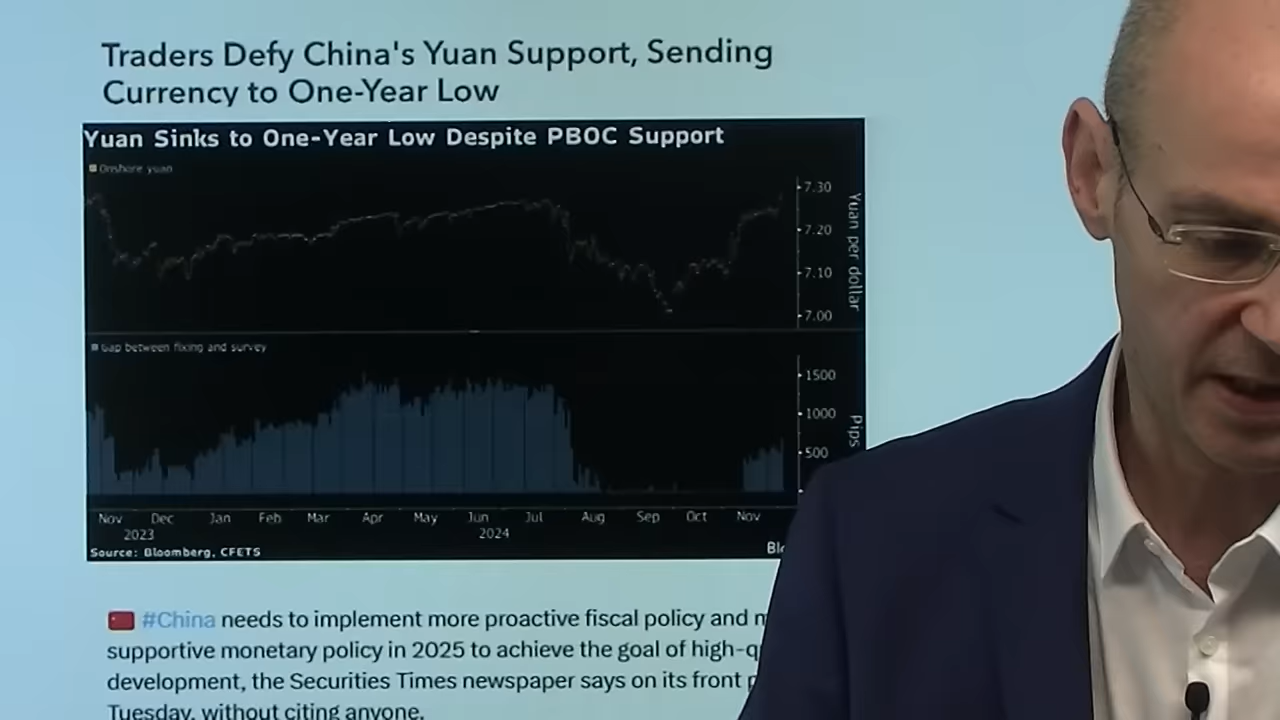 Traders Defy China's Yuan Support, Sending
Currency to One-Year Low
Yuan Sinks to One-Year Low Despite PBOC Support
Onshore yuan
7.30
7.20
7.10
7.00
Yuan per dollar
Gap between fixing and survey
1500
1000
500
Pips
Nov Dec Jan Feb Mar Apr May Jun Jul Aug Sep Oct Nov
2023 2024
Source: Bloomberg, CFETS
#China needs to implement more proactive fiscal policy and
supportive monetary policy in 2025 to achieve the goal of
development, the Securities Times newspaper says on its front
Tuesday, without citing anyone.